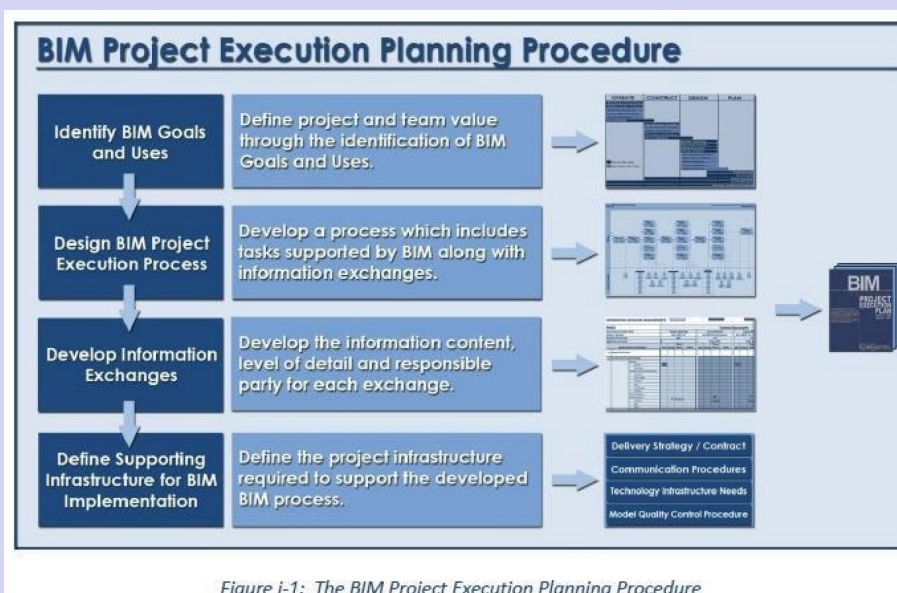 BIM Project Execution Planning Procedure
Identify BIM Goals
and Uses
Define project and team value
through the identification of BIM
Goals and Uses.
OPERATE CONSTRUCT DESIGN PLAN
Design BIM Project
Execution Process
Develop a process which includes
tasks supported by BIM along with
information exchanges.
Develop Information
Exchanges
Develop the information content,
level of detail and responsible
party for each exchange.
Define Supporting
Infrastructure for BIM
Implementation
Define the project infrastructure
required to support the developed
BIM process.
Delivery Strategy / Contract
Communication Procedures
Technology Infrastructure Needs
Model Quality Control Procedure
BIM
PROJECT
EXECUTION
PLAN
Figure i-1: The BIM Project Execution Planning Procedure